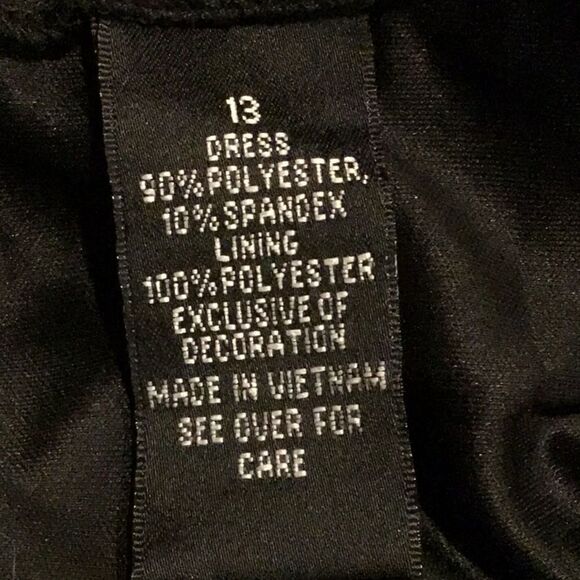 13
DRESS
90% POLYESTER,
10% SPANDEX
LINING
100% POLYESTER
EXCLUSIVE OF
DECORATION
MADE IN VIETNAM
SEE OVER FOR
CARE